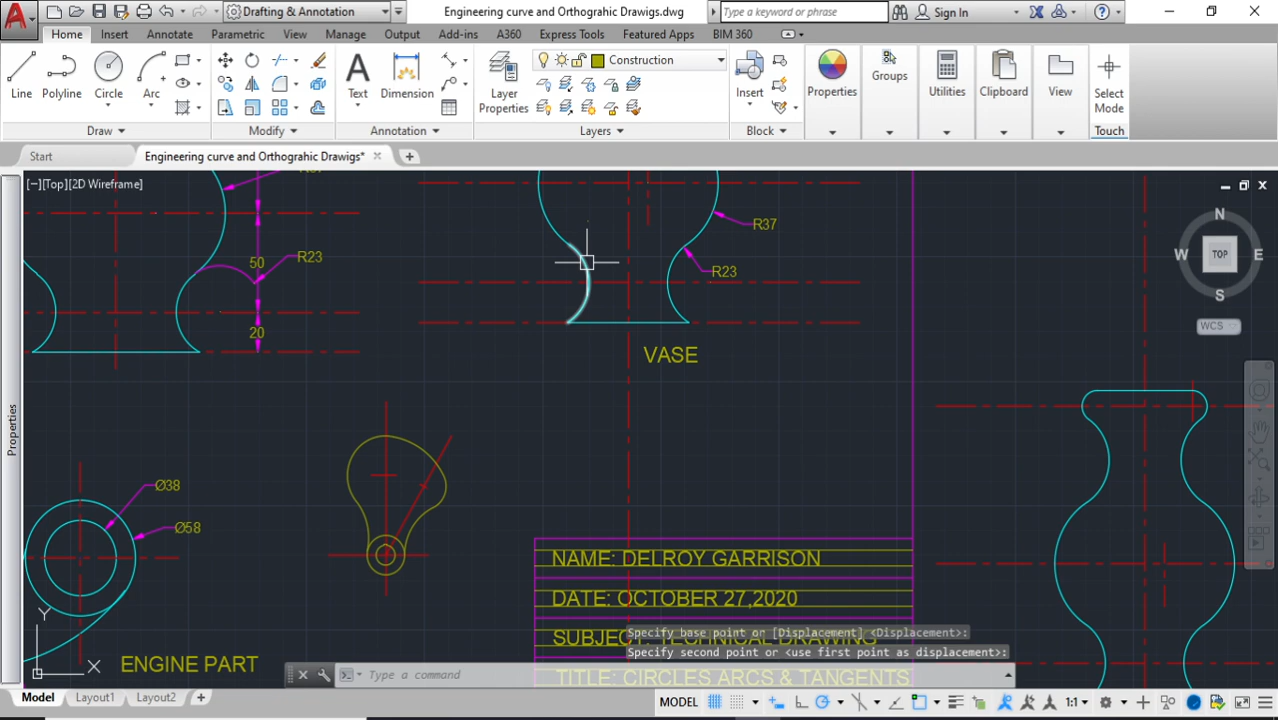 Drafting & Annotation
Engineering curve and Orthograhic Drawigs.dwg
Type a keyword or phrase
Sign In
Home
Insert
Annotate
Parametric
View
Manage
Output
Add-ins
A360
Express Tools
Featured Apps
BIM 360
Line
Polyline
Circle
Arc
Text
Dimension
Layer
Properties
Construction
Insert
Properties
Groups
Utilities
Clipboard
View
Select
Mode
Draw
Modify
Annotation
Layers
Block
Touch
Start
Engineering curve and Orthograhic Drawigs*
[−][Top][2D Wireframe]
N
W
TOP
E
S
WCS
R37
R23
50
R23
20
VASE
Properties
Ø38
Ø58
NAME: DELROY GARRISON
DATE: OCTOBER 27,2020
SUBJECT: TECHNICAL DRAWING
Specify base point or [Displacement] <Displacement>:
Specify second point or <use first point as displacement>:
TITLE: CIRCLES ARCS & TANGENTS
ENGINE PART
Y
X
Type a command
Model
Layout1
Layout2
MODEL
1:1